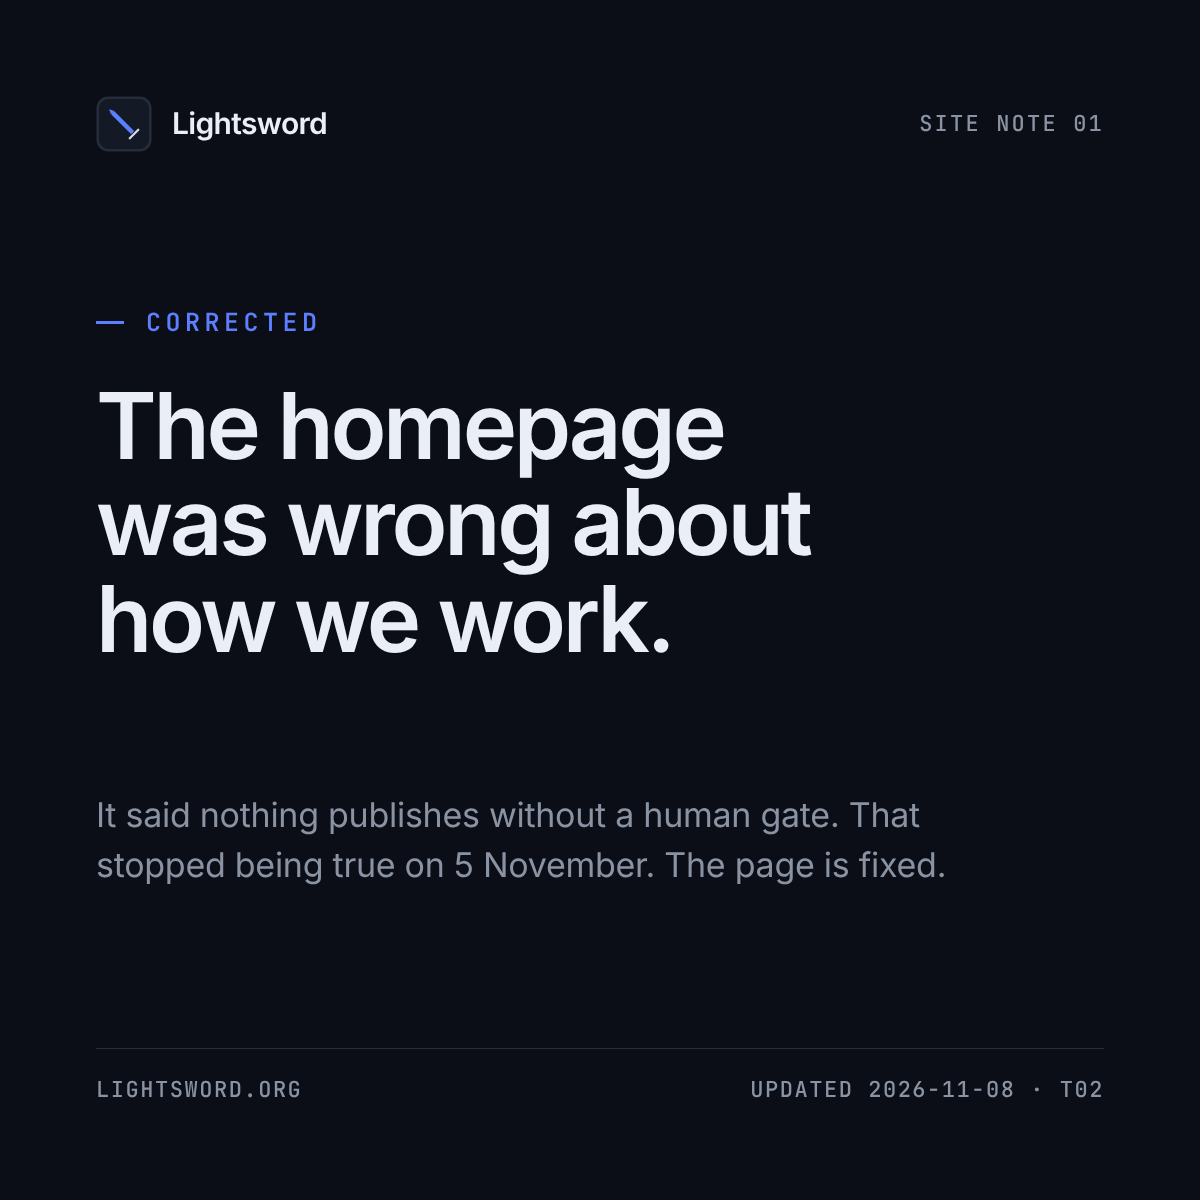 Lightsword
SITE NOTE 01
— CORRECTED
The homepage
was wrong about
how we work.
It said nothing publishes without a human gate. That
stopped being true on 5 November. The page is fixed.
LIGHTSWORD.ORG
UPDATED 2026-11-08 · T02